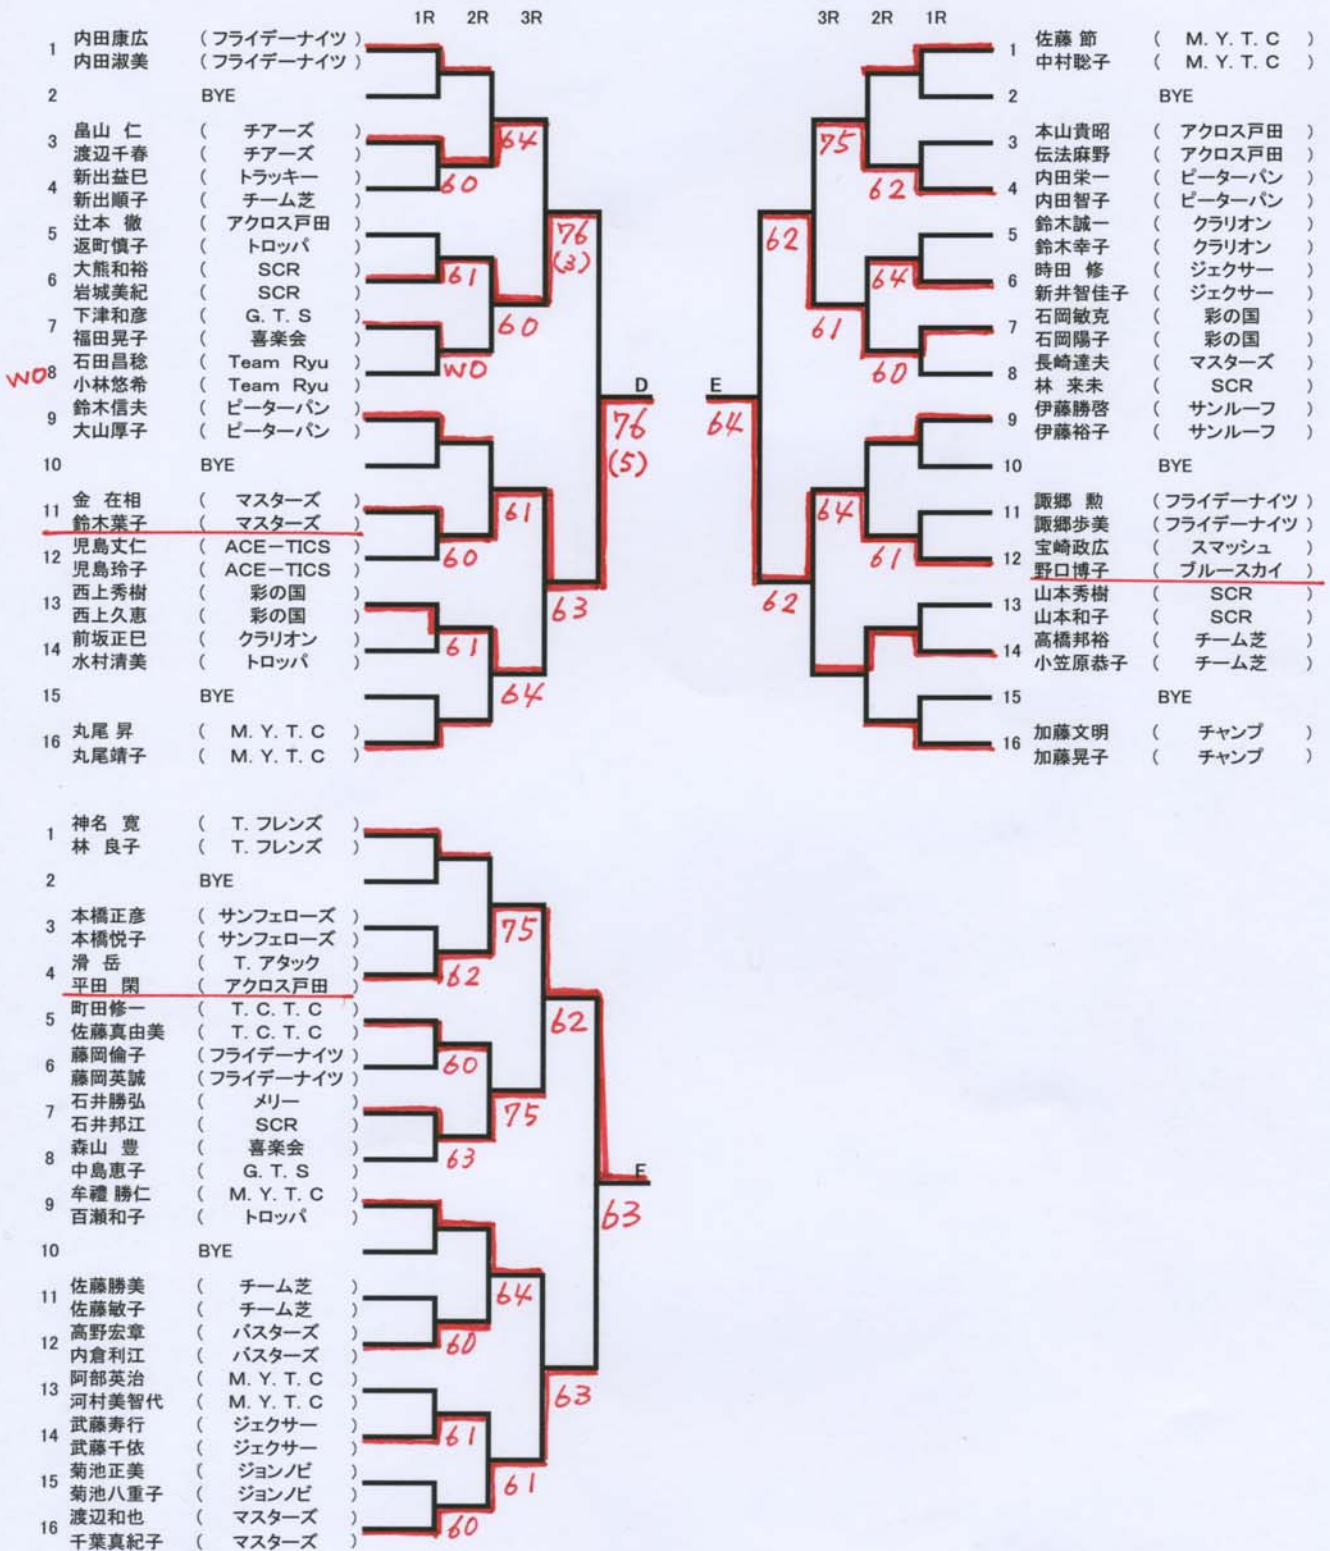 1R 2R 3R
1 内田康広 ( フライデーナイツ )
内田淑美 ( フライデーナイツ )
2 BYE
3 畠山 仁 ( チアーズ )
渡辺千春 ( チアーズ )
4 新出益巳 ( トラッキー )
新出順子 ( チーム芝 )
5 辻本 徹 ( アクロス戸田 )
返町慎子 ( トロッパ )
6 大熊和裕 ( SCR )
岩城美紀 ( SCR )
7 下津和彦 ( G. T. S )
福田晃子 ( 喜楽会 )
WO 8 石田昌稔 ( Team Ryu )
小林悠希 ( Team Ryu )
9 鈴木信夫 ( ピーターパン )
大山厚子 ( ピーターパン )
10 BYE
11 金 在相 ( マスターズ )
鈴木葉子 ( マスターズ )
12 児島丈仁 ( ACE-TICS )
児島玲子 ( ACE-TICS )
13 西上秀樹 ( 彩の国 )
西上久恵 ( 彩の国 )
14 前坂正巳 ( クラリオン )
水村清美 ( トロッパ )
15 BYE
16 丸尾 昇 ( M. Y. T. C )
丸尾靖子 ( M. Y. T. C )
60
61
WO
60
61
64
60
61
64
76
(3)
63
D
76
(5)
3R 2R 1R
1 佐藤 節 ( M. Y. T. C )
中村聡子 ( M. Y. T. C )
2 BYE
3 本山貴昭 ( アクロス戸田 )
伝法麻野 ( アクロス戸田 )
4 内田栄一 ( ピーターパン )
内田智子 ( ピーターパン )
5 鈴木誠一 ( クラリオン )
鈴木幸子 ( クラリオン )
6 時田 修 ( ジェクサー )
新井智佳子 ( ジェクサー )
7 石岡敏克 ( 彩の国 )
石岡陽子 ( 彩の国 )
8 長崎達夫 ( マスターズ )
林 来未 ( SCR )
9 伊藤勝啓 ( サンルーフ )
伊藤裕子 ( サンルーフ )
10 BYE
11 諏郷 勲 ( フライデーナイツ )
諏郷歩美 ( フライデーナイツ )
12 宝崎政広 ( スマッシュ )
野口博子 ( ブルースカイ )
13 山本秀樹 ( SCR )
山本和子 ( SCR )
14 高橋邦裕 ( チーム芝 )
小笠原恭子 ( チーム芝 )
15 BYE
16 加藤文明 ( チャンプ )
加藤晃子 ( チャンプ )
62
64
60
61
75
61
64
62
62
E
64
1 神名 寛 ( T. フレンズ )
林 良子 ( T. フレンズ )
2 BYE
3 本橋正彦 ( サンフェローズ )
本橋悦子 ( サンフェローズ )
4 滑 岳 ( T. アタック )
平田 閑 ( アクロス戸田 )
5 町田修一 ( T. C. T. C )
佐藤真由美 ( T. C. T. C )
6 藤岡倫子 ( フライデーナイツ )
藤岡英誠 ( フライデーナイツ )
7 石井勝弘 ( メリー )
石井邦江 ( SCR )
8 森山 豊 ( 喜楽会 )
中島恵子 ( G. T. S )
9 牟禮 勝仁 ( M. Y. T. C )
百瀬和子 ( トロッパ )
10 BYE
11 佐藤勝美 ( チーム芝 )
佐藤敏子 ( チーム芝 )
12 高野宏章 ( バスターズ )
内倉利江 ( バスターズ )
13 阿部英治 ( M. Y. T. C )
河村美智代 ( M. Y. T. C )
14 武藤寿行 ( ジェクサー )
武藤千依 ( ジェクサー )
15 菊池正美 ( ジョンノビ )
菊池八重子 ( ジョンノビ )
16 渡辺和也 ( マスターズ )
千葉真紀子 ( マスターズ )
62
60
63
60
61
60
75
75
64
61
62
63
F
63